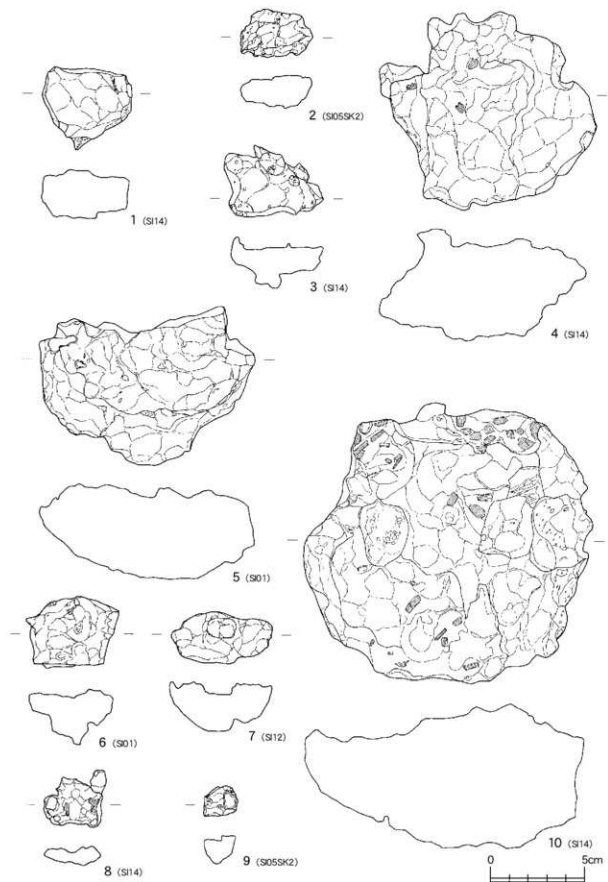 1 (SI14)
2 (SI05SK2)
3 (SI14)
4 (SI14)
5 (SI01)
6 (SI01)
7 (SI12)
8 (SI14)
9 (SI05SK2)
10 (SI14)
0 5cm